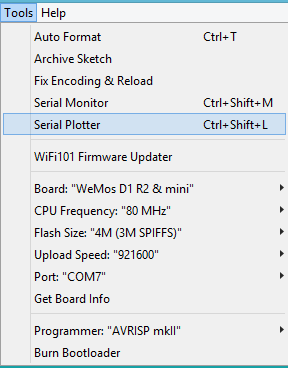 Tools Help
Auto Format Ctrl+T
Archive Sketch
Fix Encoding & Reload
Serial Monitor Ctrl+Shift+M
Serial Plotter Ctrl+Shift+L
WiFi101 Firmware Updater
Board: "WeMos D1 R2 & mini"
CPU Frequency: "80 MHz"
Flash Size: "4M (3M SPIFFS)"
Upload Speed: "921600"
Port: "COM7"
Get Board Info
Programmer: "AVRISP mkII"
Burn Bootloader